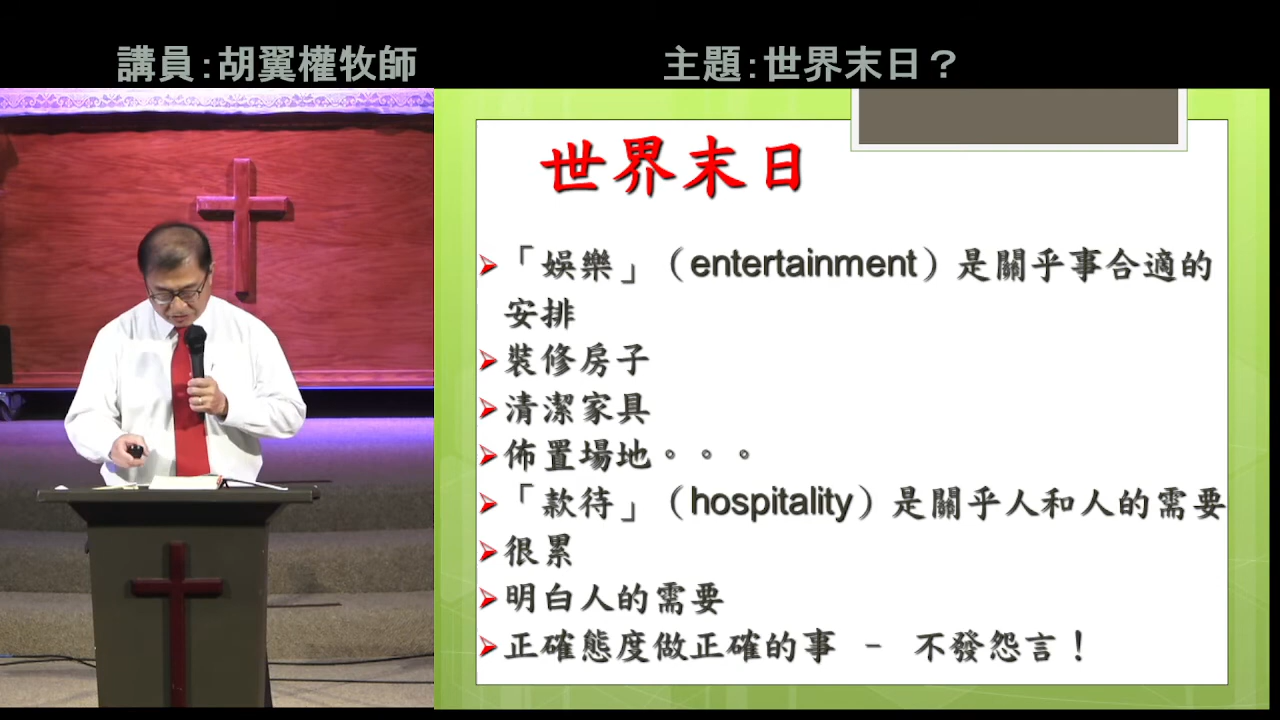 講員:胡翼權牧師
主題:世界末日？
世界末日
「娛樂」（entertainment）是關乎事合適的
安排
裝修房子
清潔家具
佈置場地。。。
「款待」（hospitality）是關乎人和人的需要
很累
明白人的需要
正確態度做正確的事 – 不發怨言！